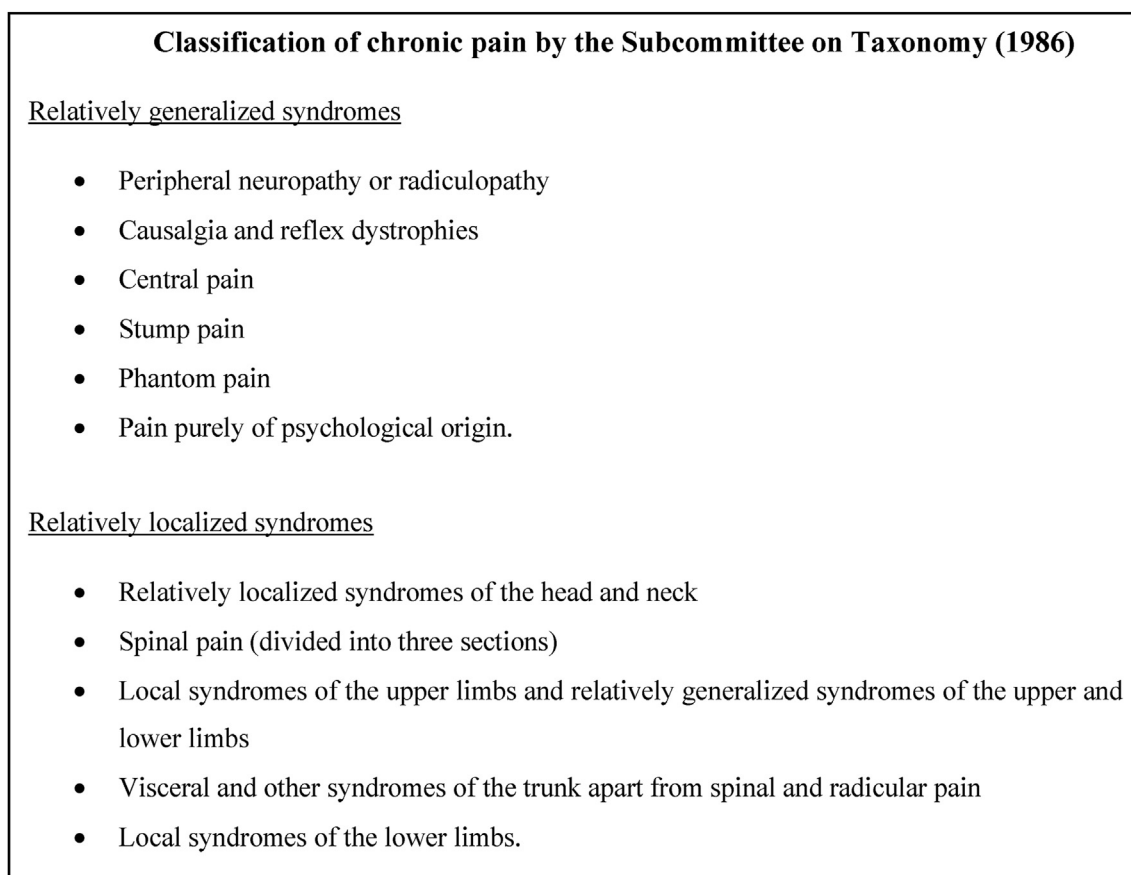 Classification of chronic pain by the Subcommittee on Taxonomy (1986)
Relatively generalized syndromes
• Peripheral neuropathy or radiculopathy
• Causalgia and reflex dystrophies
• Central pain
• Stump pain
• Phantom pain
• Pain purely of psychological origin.
Relatively localized syndromes
• Relatively localized syndromes of the head and neck
• Spinal pain (divided into three sections)
• Local syndromes of the upper limbs and relatively generalized syndromes of the upper and
lower limbs
• Visceral and other syndromes of the trunk apart from spinal and radicular pain
• Local syndromes of the lower limbs.